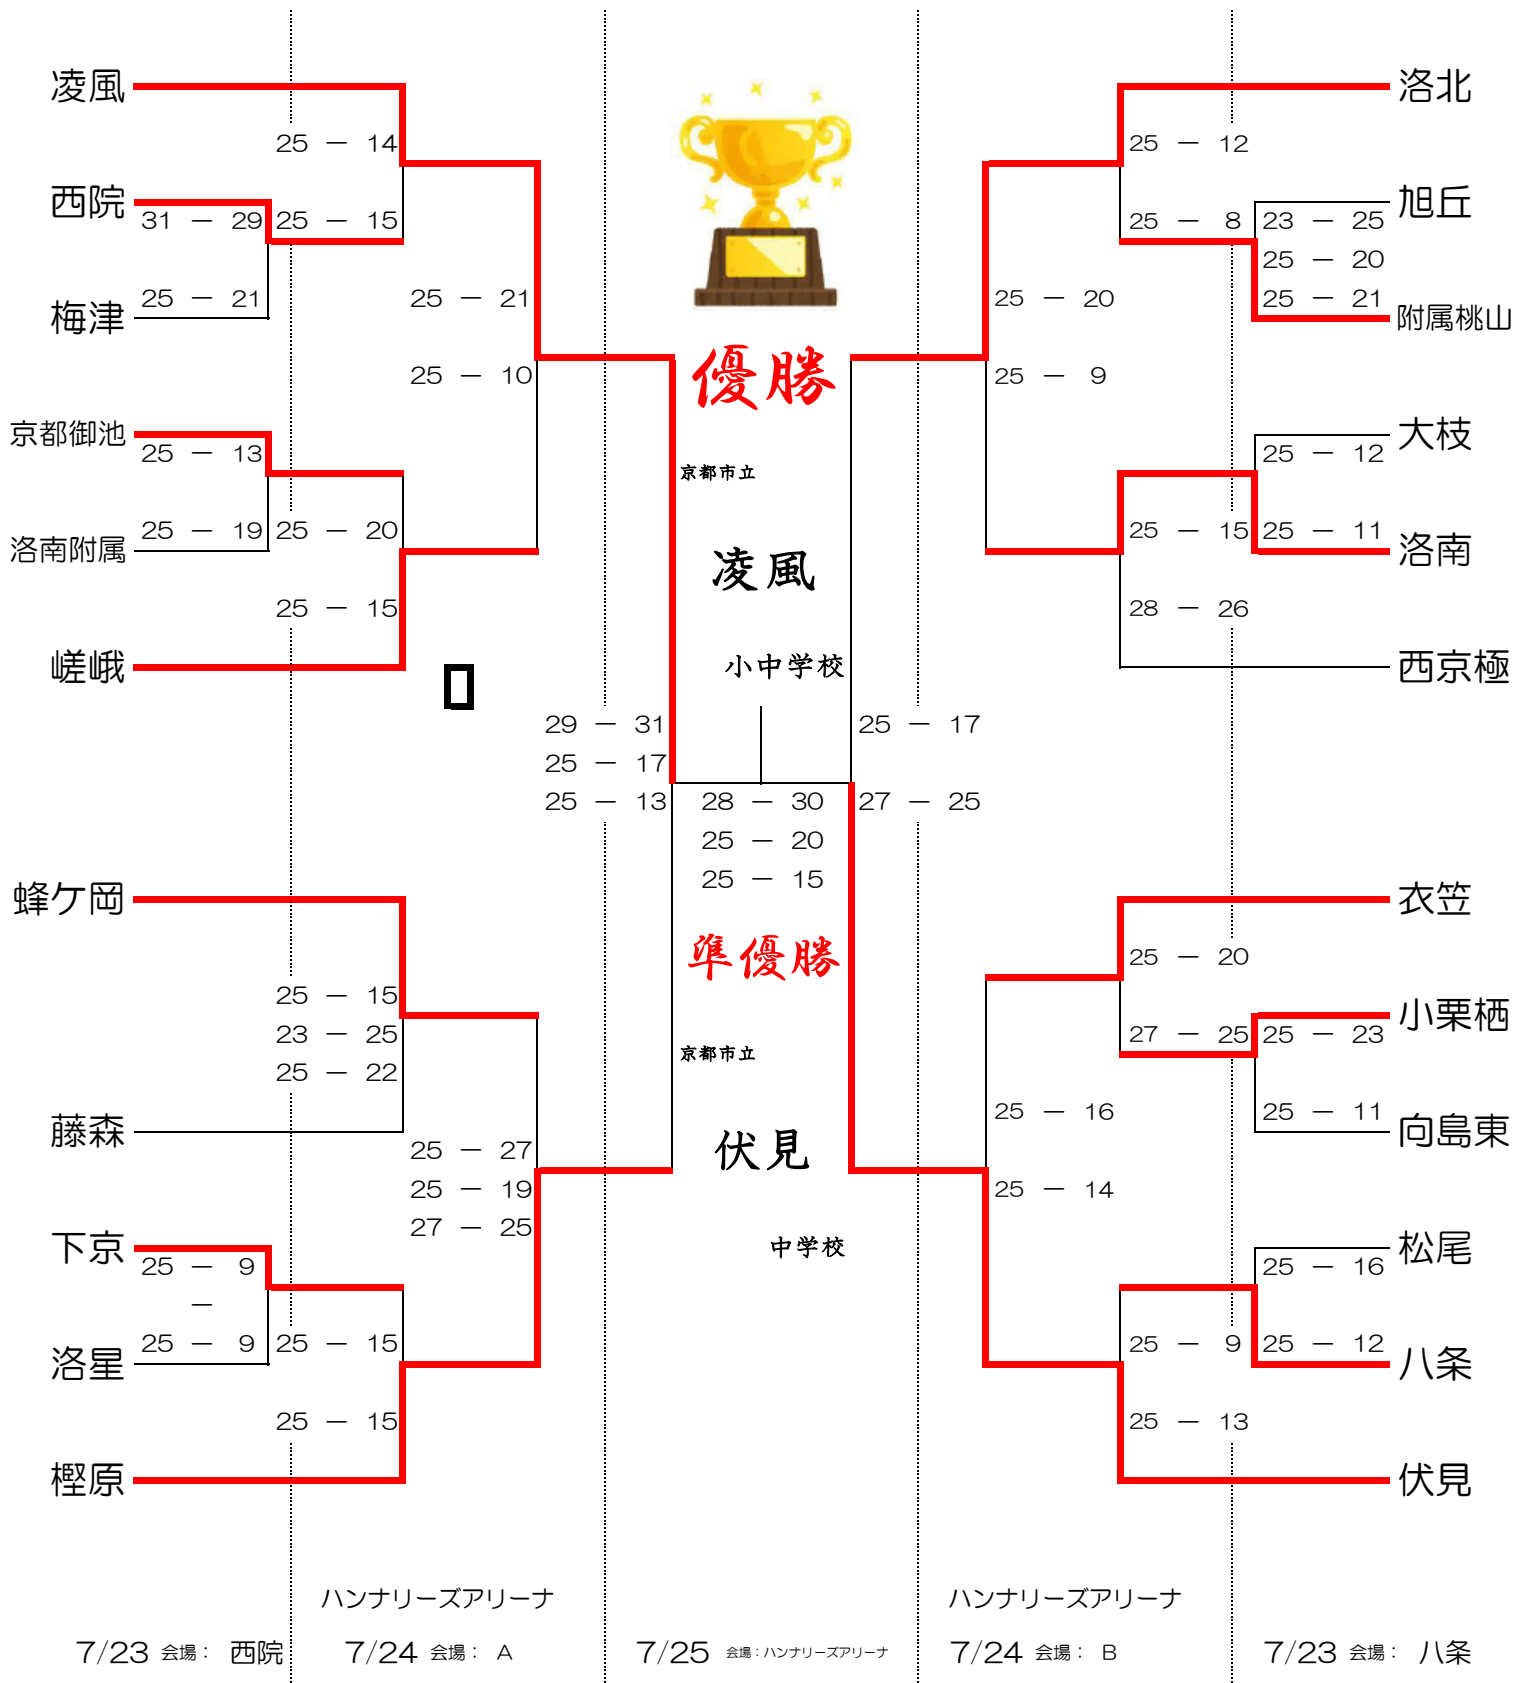 凌風
洛北
25 － 14
25 － 12
西院
旭丘
31 － 29
25 － 15
25 － 8
23 － 25
25 － 20
梅津
25 － 21
25 － 21
25 － 20
25 － 21
附属桃山
優勝
25 － 10
25 － 9
京都御池
大枝
25 － 13
25 － 12
京都市立
洛南附属
25 － 19
25 － 20
凌風
25 － 15
25 － 11
洛南
25 － 15
28 － 26
嵯峨
小中学校
西京極
29 － 31
25 － 17
25 － 17
25 － 13
28 － 30
27 － 25
25 － 20
25 － 15
蜂ケ岡
衣笠
準優勝
25 － 20
25 － 15
小栗栖
23 － 25
27 － 25
25 － 23
京都市立
25 － 22
藤森
25 － 16
25 － 11
向島東
25 － 27
伏見
25 － 19
25 － 14
27 － 25
下京
中学校
松尾
25 － 9
25 － 16
－
洛星
25 － 9
25 － 15
25 － 9
25 － 12
八条
25 － 15
25 － 13
樫原
伏見
ハンナリーズアリーナ
ハンナリーズアリーナ
7/23 会場： 西院
7/24 会場： A
7/25 会場：ハンナリーズアリーナ
7/24 会場： B
7/23 会場： 八条